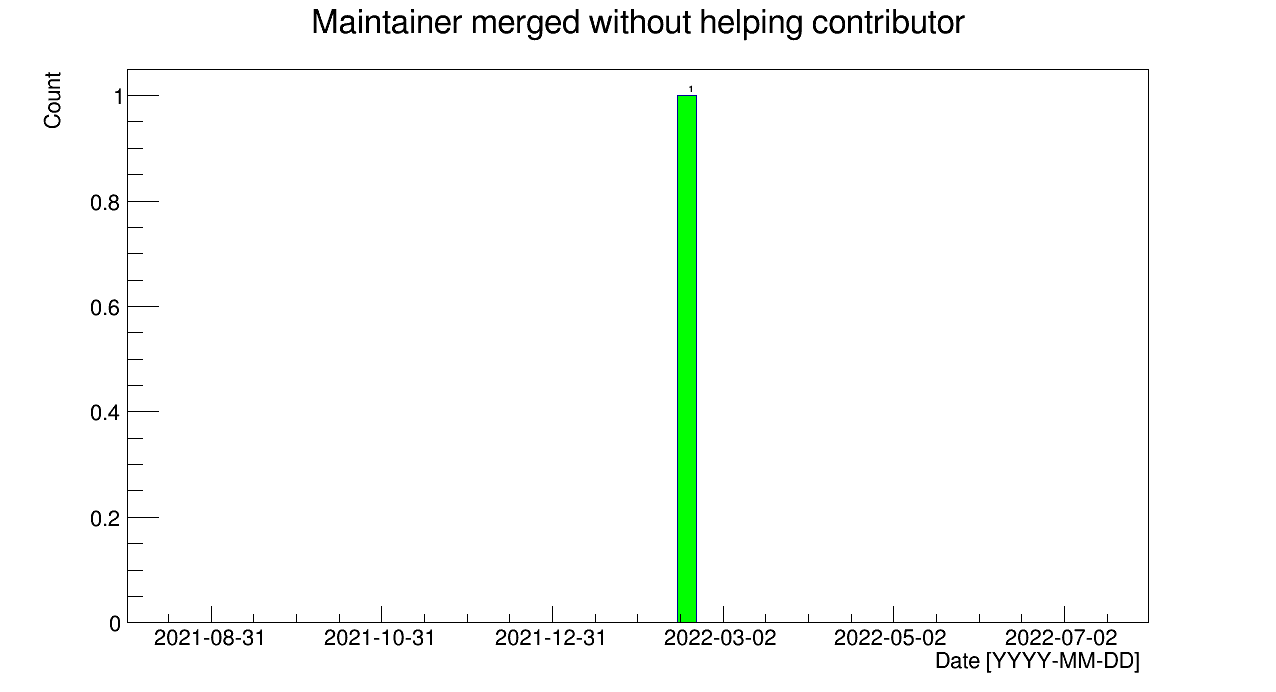 Maintainer merged without helping contributor
Count
1
1
0.8
0.6
0.4
0.2
0
2021-08-31 2021-10-31 2021-12-31 2022-03-02 2022-05-02 2022-07-02
Date [YYYY-MM-DD]